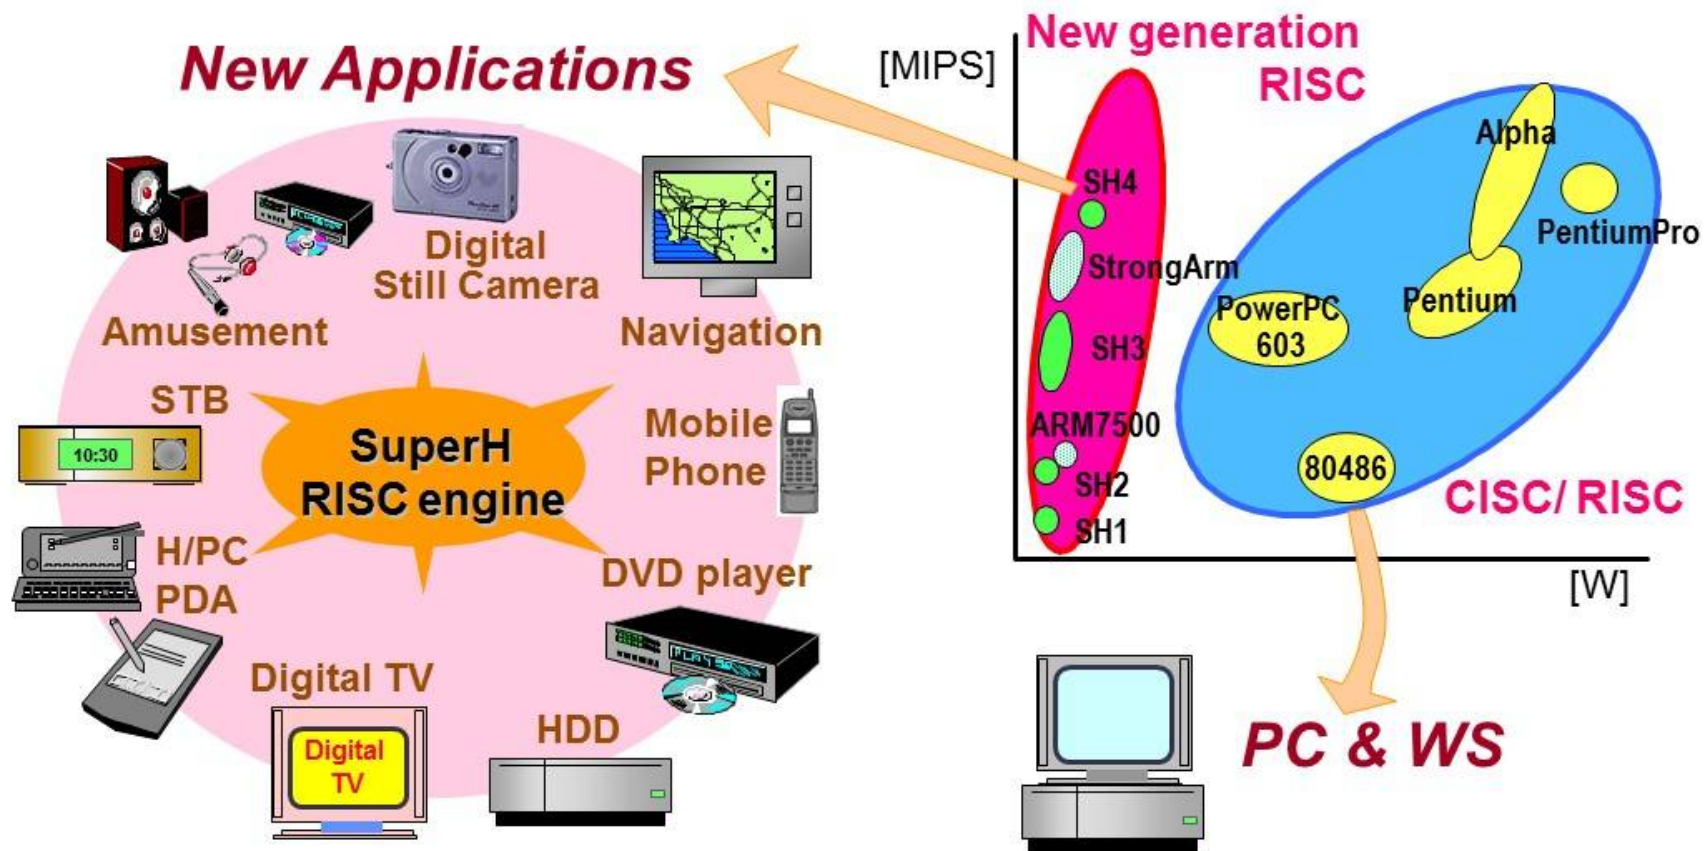 New Applications
Digital
Still Camera
Amusement
Navigation
STB
10:30
SuperH
RISC engine
Mobile
Phone
H/PC
PDA
DVD player
Digital TV
Digital
TV
HDD
[MIPS]
New generation
RISC
SH4
StrongArm
SH3
ARM7500
SH2
SH1
Alpha
PentiumPro
Pentium
PowerPC
603
80486
CISC/ RISC
[W]
PC & WS